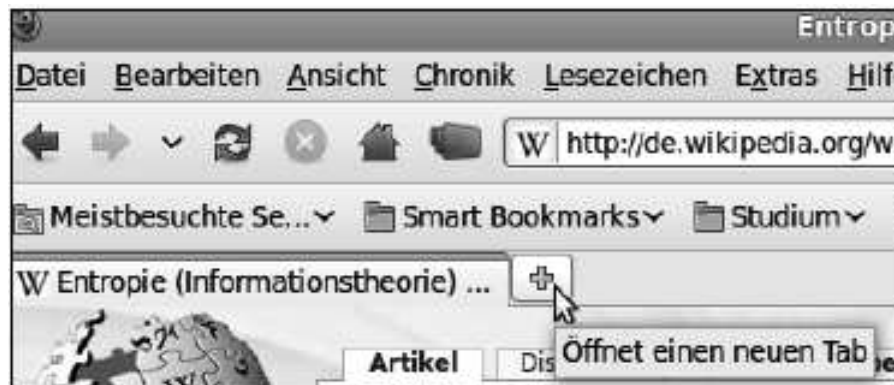 Entrop
Datei Bearbeiten Ansicht Chronik Lesezeichen Extras Hilf
W http://de.wikipedia.org/w
Meistbesuchte Se... Smart Bookmarks Studium
W Entropie (Informationstheorie) ...
Artikel Dis Öffnet einen neuen Tab